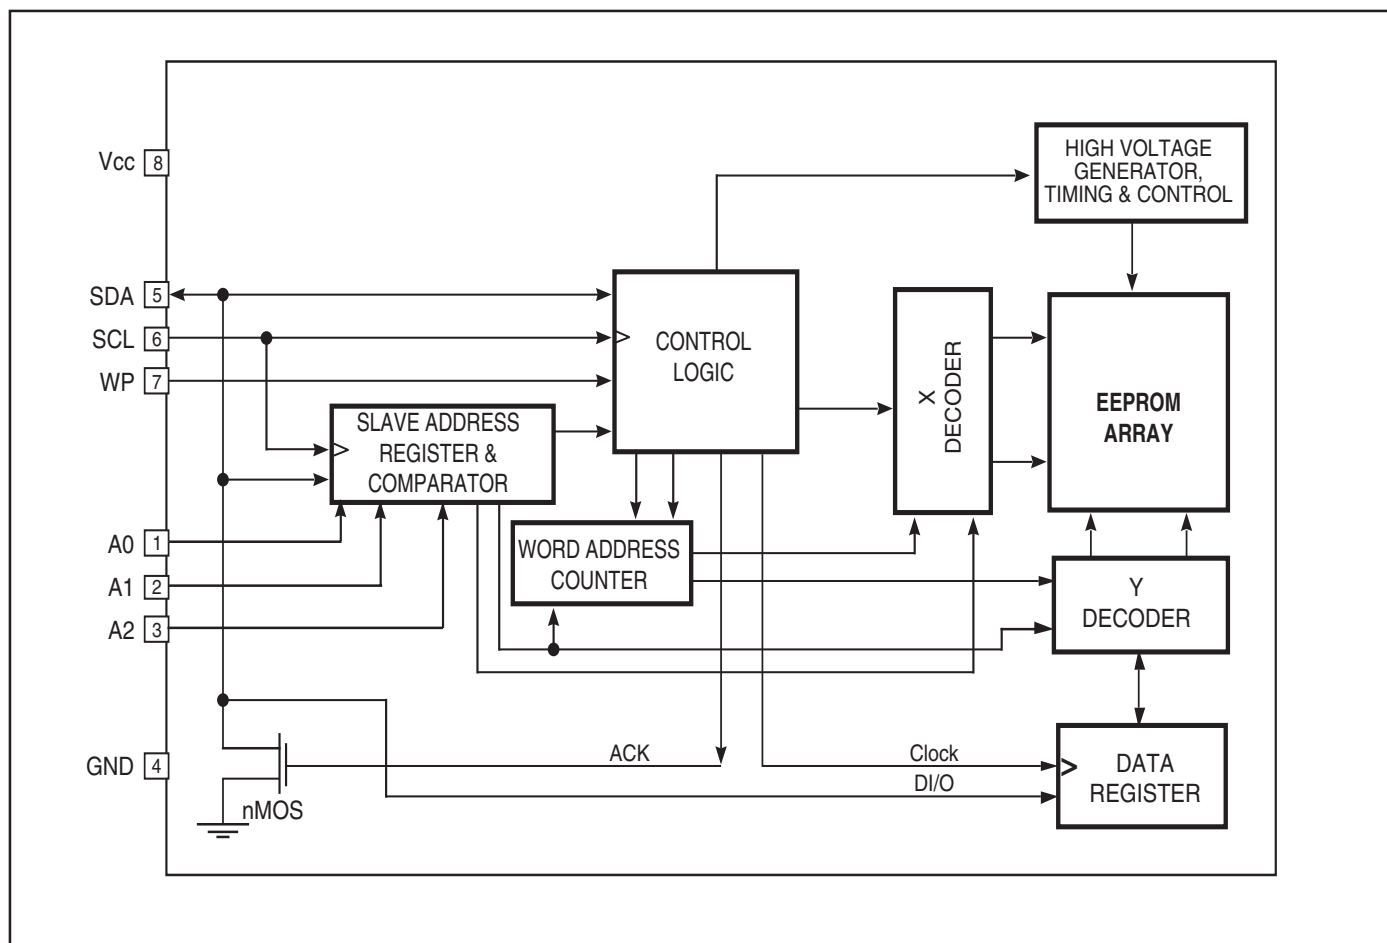 HIGH VOLTAGE
GENERATOR,
TIMING & CONTROL
Vcc 8
SDA 5
SCL 6
WP 7
CONTROL
LOGIC
X
DECODER
EEPROM
ARRAY
SLAVE ADDRESS
REGISTER &
COMPARATOR
A0 1
A1 2
A2 3
WORD ADDRESS
COUNTER
Y
DECODER
GND 4
nMOS
ACK
Clock
DI/O
DATA
REGISTER